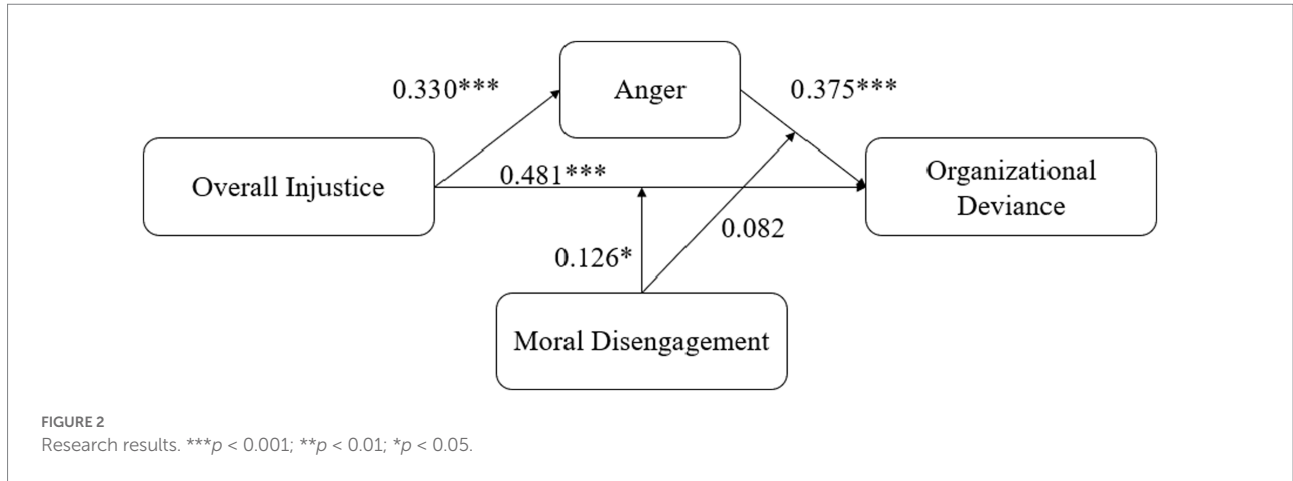 0.330***
Anger
0.375***
Overall Injustice
0.481***
Organizational
Deviance
0.126*
0.082
Moral Disengagement
FIGURE 2
Research results. ***p < 0.001; **p < 0.01; *p < 0.05.